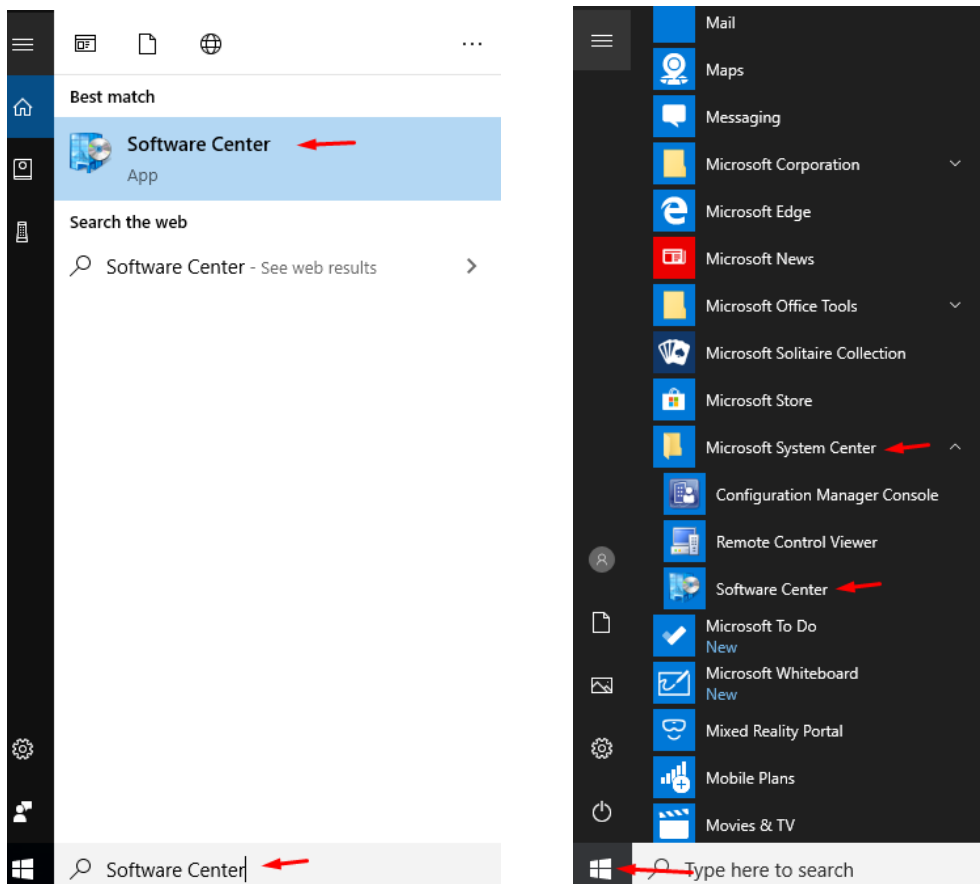 Best match
Software Center
App
Search the web
Software Center - See web results
Software Center
Mail
Maps
Messaging
Microsoft Corporation
Microsoft Edge
Microsoft News
Microsoft Office Tools
Microsoft Solitaire Collection
Microsoft Store
Microsoft System Center
Configuration Manager Console
Remote Control Viewer
Software Center
Microsoft To Do
New
Microsoft Whiteboard
New
Mixed Reality Portal
Mobile Plans
Movies & TV
Type here to search